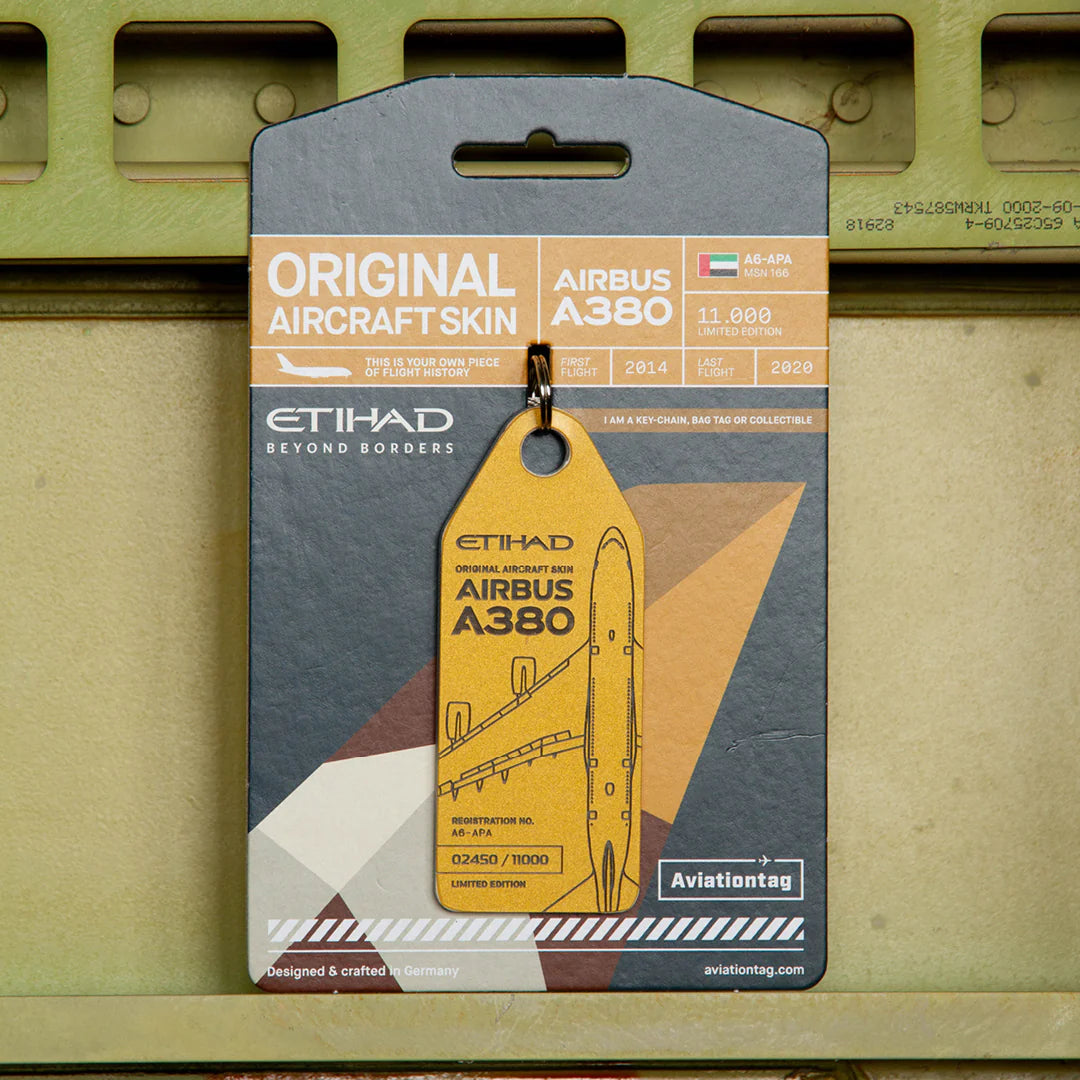 82918
A 65C25709-4
-09-2000 TKRW587543
ORIGINAL
AIRCRAFT SKIN
AIRBUS
A380
A6-APA
MSN 166
11.000
LIMITED EDITION
THIS IS YOUR OWN PIECE
OF FLIGHT HISTORY
FIRST
FLIGHT
2014
LAST
FLIGHT
2020
ETIHAD
BEYOND BORDERS
I AM A KEY-CHAIN, BAG TAG OR COLLECTIBLE
ETIHAD
ORIGINAL AIRCRAFT SKIN
AIRBUS
A380
REGISTRATION NO.
A6-APA
02450 / 11000
LIMITED EDITION
Aviationtag
Designed & crafted in Germany
aviationtag.com